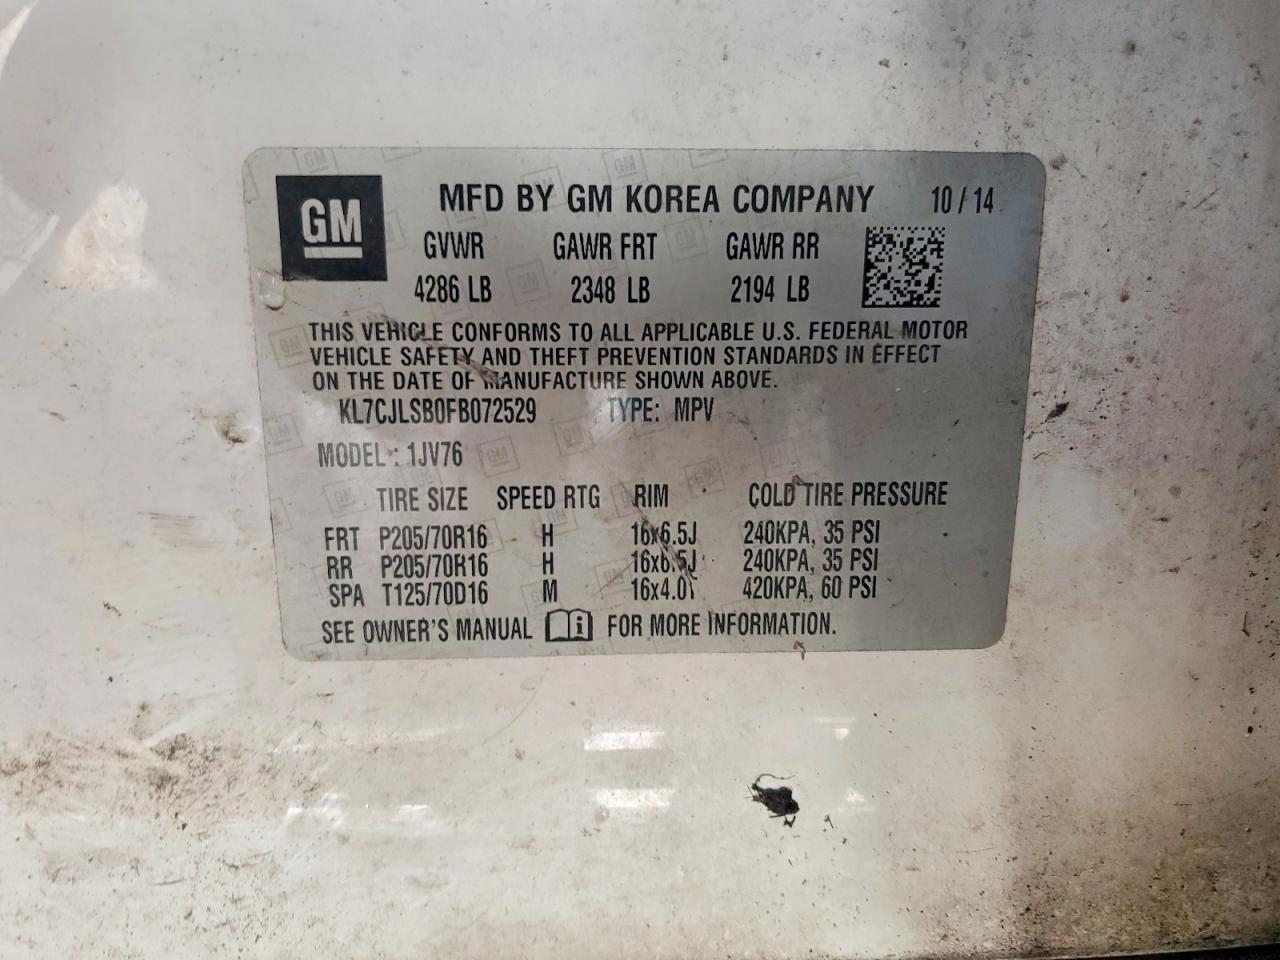 GM
MFD BY GM KOREA COMPANY 10/14
GVWR GAWR FRT GAWR RR
4286 LB 2348 LB 2194 LB
THIS VEHICLE CONFORMS TO ALL APPLICABLE U.S. FEDERAL MOTOR
VEHICLE SAFETY AND THEFT PREVENTION STANDARDS IN EFFECT
ON THE DATE OF MANUFACTURE SHOWN ABOVE.
KL7CJLSB0FB072529 TYPE: MPV
MODEL: 1JV76
TIRE SIZE SPEED RTG RIM COLD TIRE PRESSURE
FRT P205/70R16 H 16x6.5J 240KPA, 35 PSI
RR P205/70R16 H 16x6.5J 240KPA, 35 PSI
SPA T125/70D16 M 16x4.0T 420KPA, 60 PSI
SEE OWNER'S MANUAL FOR MORE INFORMATION.